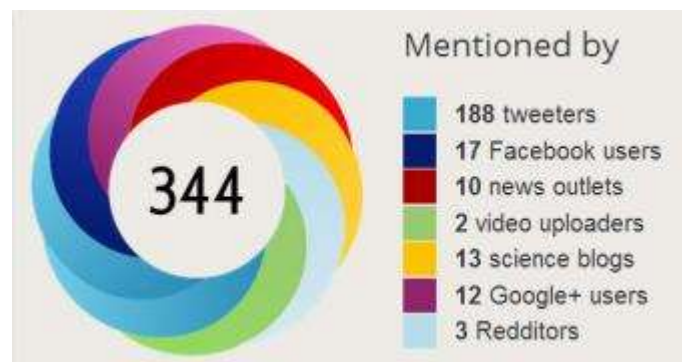 344
Mentioned by
188 tweeters
17 Facebook users
10 news outlets
2 video uploaders
13 science blogs
12 Google+ users
3 Redditors